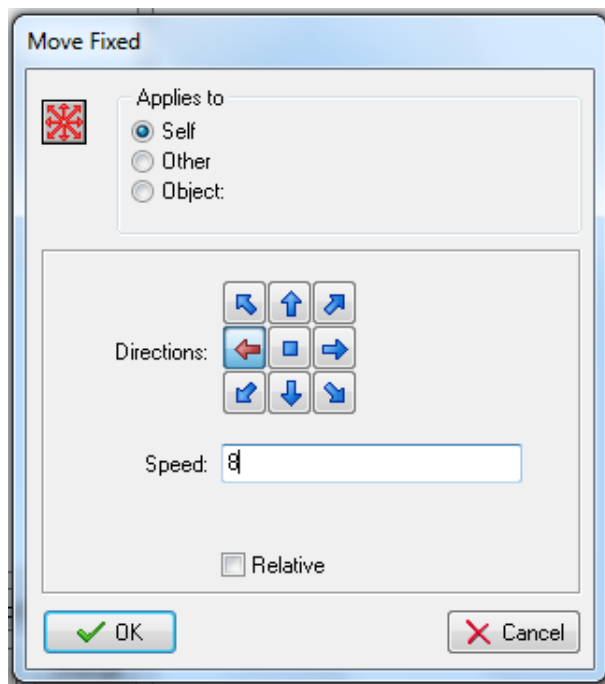 Move Fixed
Applies to
Self
Other
Object:
Directions:
Speed: 8
Relative
OK
Cancel